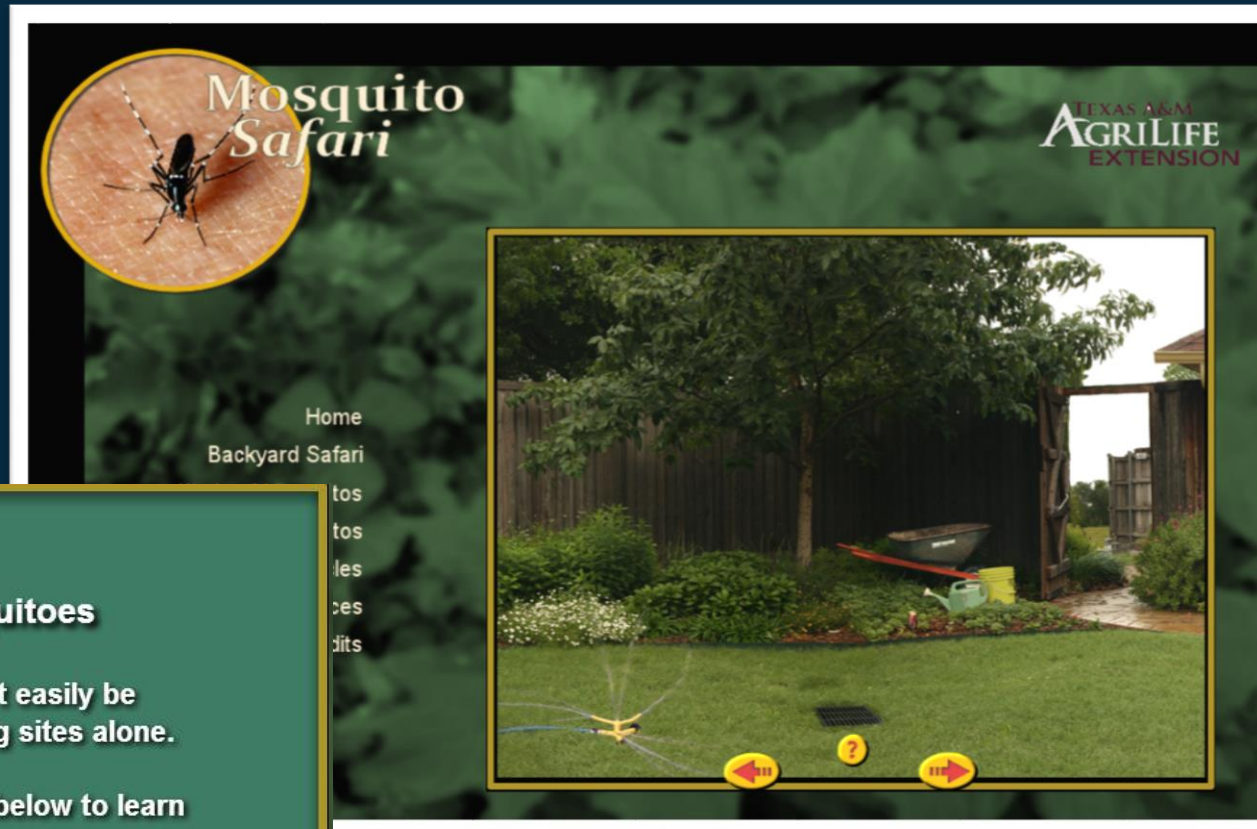 Mosquito
Safari
TEXAS A&M
AGRILIFE
EXTENSION
Home
Backyard Safari
tos
tos
les
ces
dits
uitoes
t easily be
g sites alone.
below to learn
?